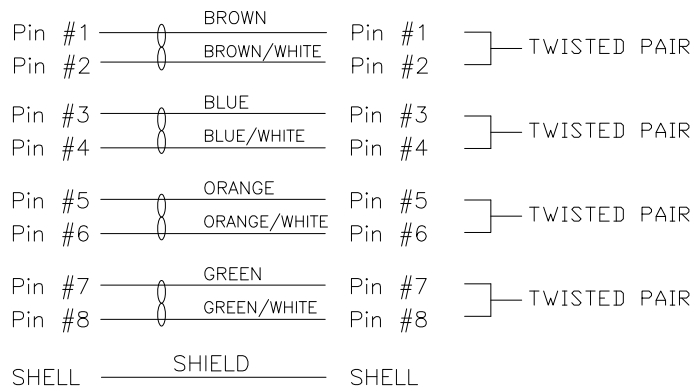 BROWN
Pin #1 Pin #1
BROWN/WHITE TWISTED PAIR
Pin #2 Pin #2
BLUE
Pin #3 Pin #3
BLUE/WHITE TWISTED PAIR
Pin #4 Pin #4
ORANGE
Pin #5 Pin #5
ORANGE/WHITE TWISTED PAIR
Pin #6 Pin #6
GREEN
Pin #7 Pin #7
GREEN/WHITE TWISTED PAIR
Pin #8 Pin #8
SHIELD
SHELL SHELL